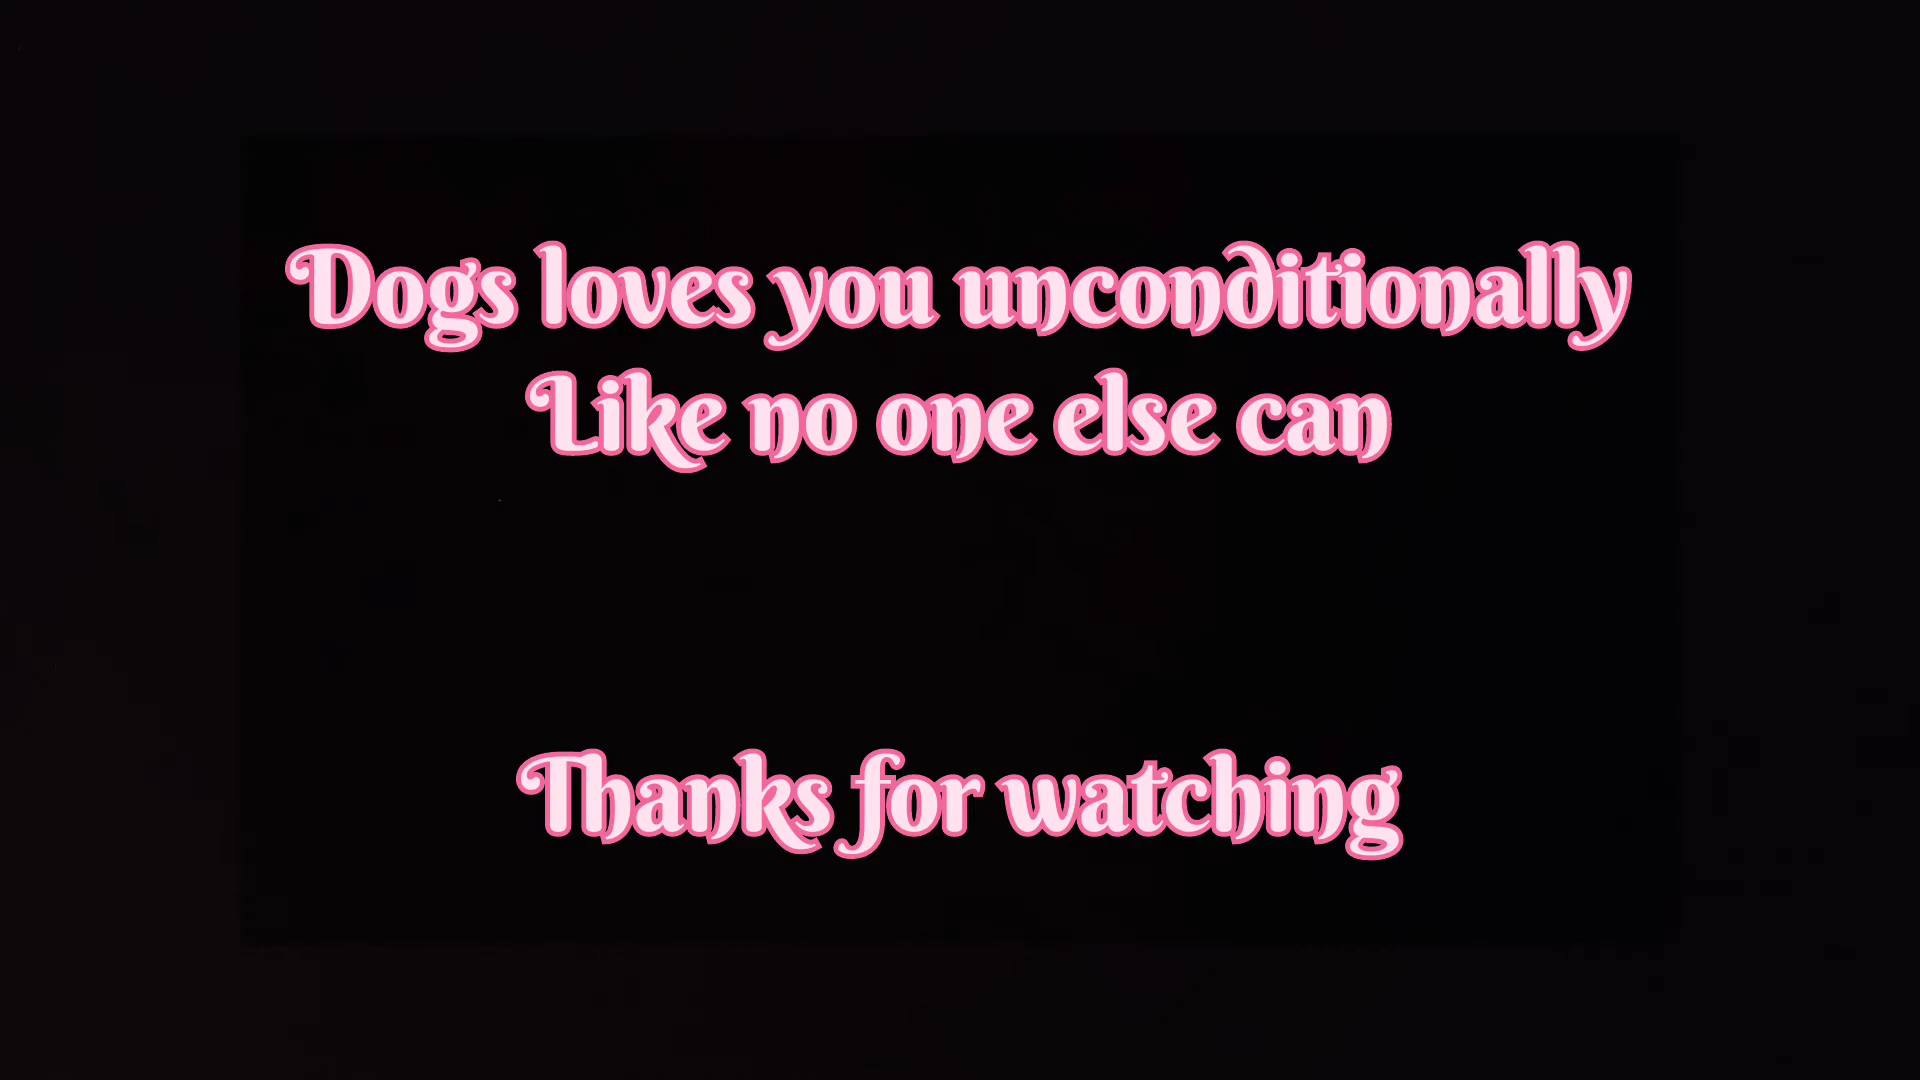 Dogs loves you unconditionally
Like no one else can
Thanks for watching